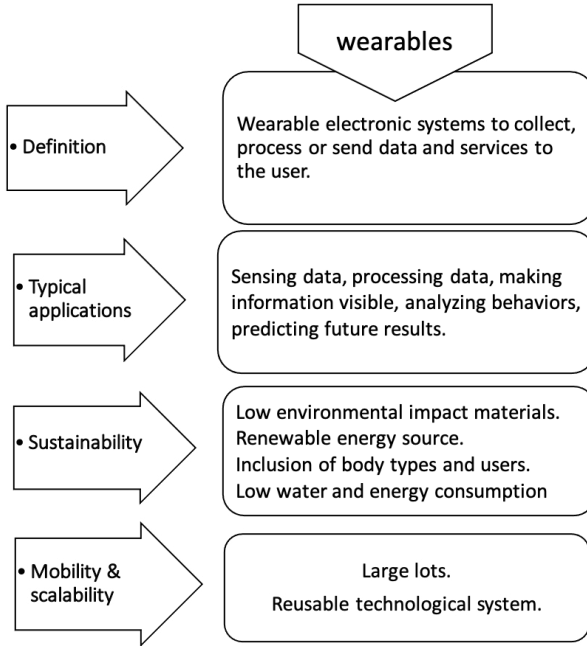 wearables
• Definition
Wearable electronic systems to collect,
process or send data and services to
the user.
• Typical
applications
Sensing data, processing data, making
information visible, analyzing behaviors,
predicting future results.
• Sustainability
Low environmental impact materials.
Renewable energy source.
Inclusion of body types and users.
Low water and energy consumption
• Mobility &
scalability
Large lots.
Reusable technological system.